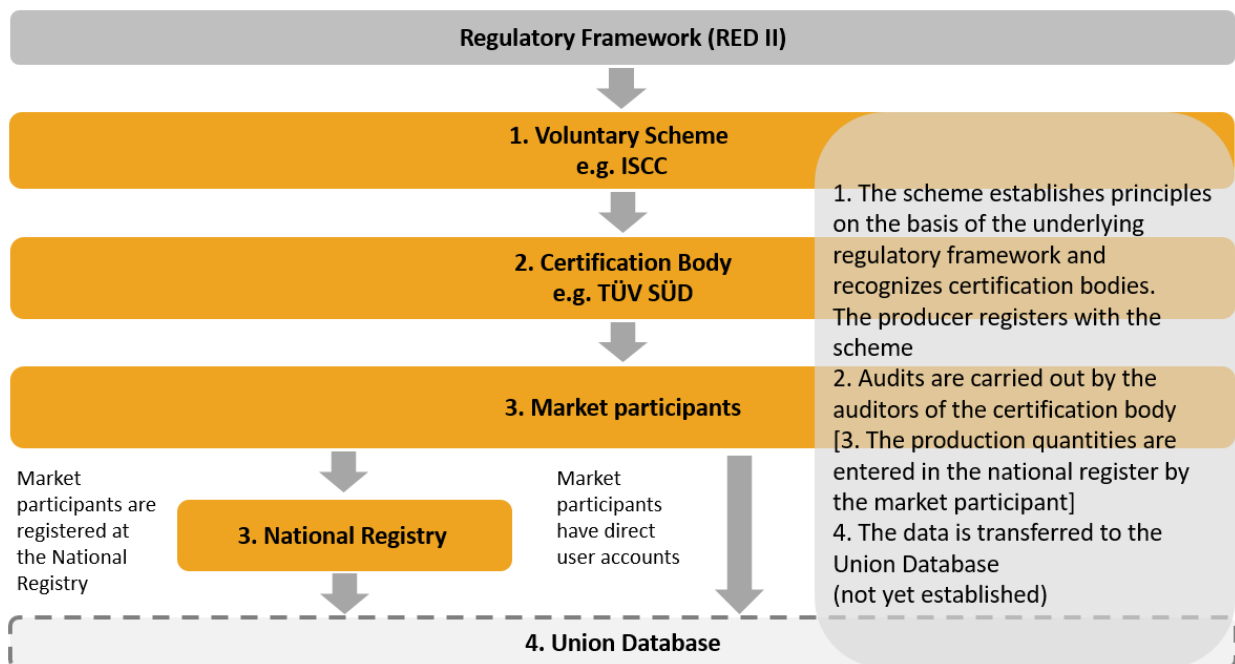 Regulatory Framework (RED II)
1. Voluntary Scheme
e.g. ISCC
2. Certification Body
e.g. TÜV SÜD
3. Market participants
1. The scheme establishes principles
on the basis of the underlying
regulatory framework and
recognizes certification bodies.
The producer registers with the
scheme
2. Audits are carried out by the
auditors of the certification body
[3. The production quantities are
entered in the national register by
the market participant]
4. The data is transferred to the
Union Database
(not yet established)
Market
participants are
registered at
the National
Registry
3. National Registry
Market
participants
have direct
user accounts
4. Union Database